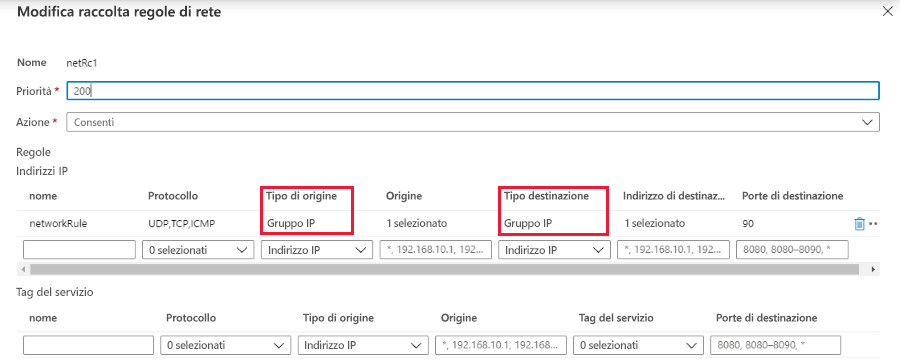 Modifica raccolta regole di rete
Nome netRc1
Priorità * 200
Azione * Consenti
Regole
Indirizzi IP
nome Protocollo Tipo di origine Origine Tipo destinazione Indirizzo di destinaz... Porte di destinazione
networkRule UDP,TCP,ICMP Gruppo IP 1 selezionato Gruppo IP 1 selezionato 90
0 selezionati Indirizzo IP *, 192.168.10.1, 192... Indirizzo IP *, 192.168.10.1, 192... 8080, 8080–8090, *
Tag del servizio
nome Protocollo Tipo di origine Origine Tag del servizio Porte di destinazione
0 selezionati Indirizzo IP *, 192.168.10.1, 192.168... 0 selezionati 8080, 8080–8090, *